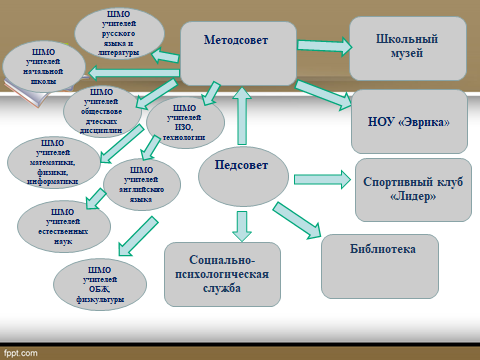 ШМО
учителей
русского
языка и
литературы
Методсовет
Школьный
музей
ШМО
учителей
начальной
школы
ШМО
учителей
обществове
дческих
дисциплин
ШМО
учителей
ИЗО,
технологии
НОУ «Эврика»
ШМО
учителей
математики,
физики,
информатики
ШМО
учителей
английского
языка
Педсовет
Спортивный клуб
«Лидер»
ШМО
учителей
естественных
наук
Социально-
психологическая
служба
Библиотека
ШМО
учителей
ОБЖ,
физкультуры
fppt.com